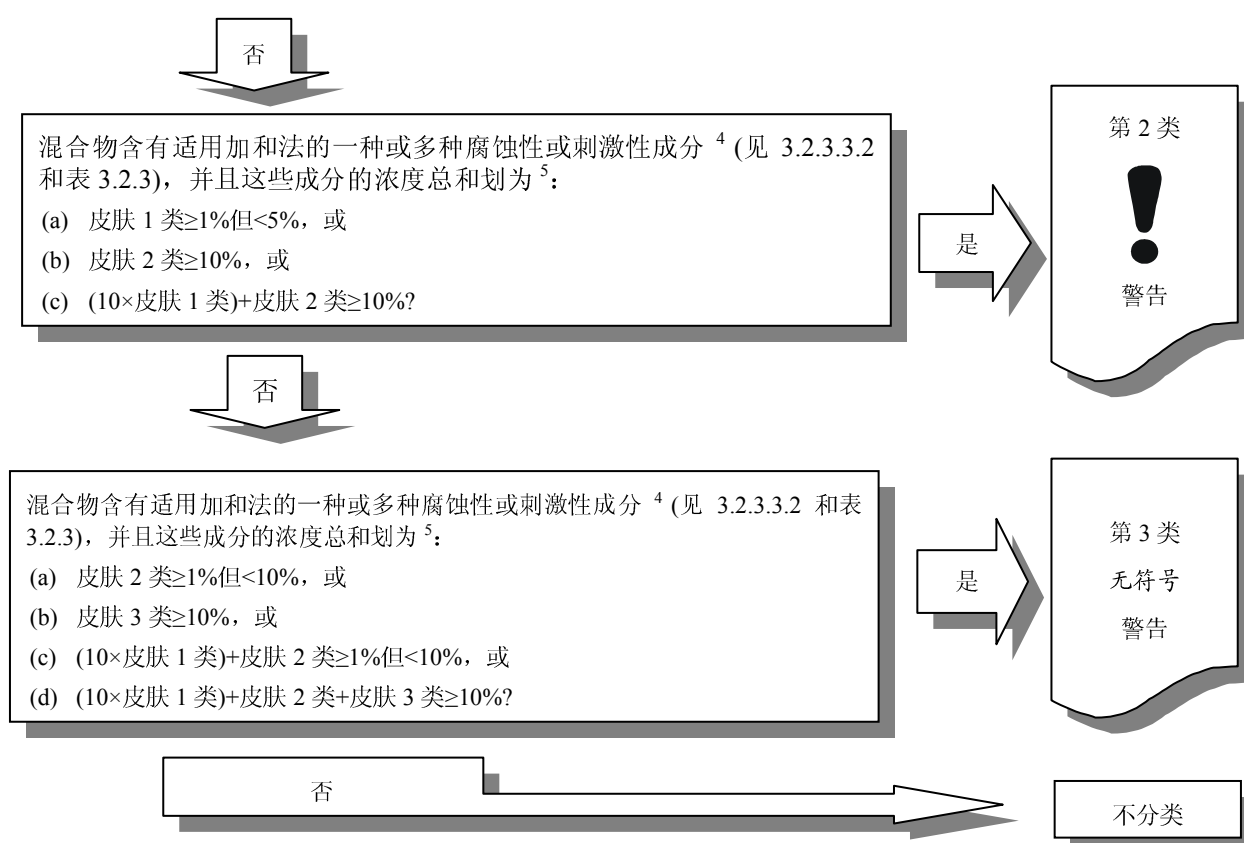 否
混合物含有适用加和法的一种或多种腐蚀性或刺激性成分 4 (见 3.2.3.3.2
和表 3.2.3)，并且这些成分的浓度总和划为 5：
(a) 皮肤 1 类≥1%但<5%，或
(b) 皮肤 2 类≥10%，或
(c) (10×皮肤 1 类)+皮肤 2 类≥10%?
是
第 2 类
警告
否
混合物含有适用加和法的一种或多种腐蚀性或刺激性成分 4 (见 3.2.3.3.2 和表
3.2.3)，并且这些成分的浓度总和划为 5：
(a) 皮肤 2 类≥1%但<10%，或
(b) 皮肤 3 类≥10%，或
(c) (10×皮肤 1 类)+皮肤 2 类≥1%但<10%，或
(d) (10×皮肤 1 类)+皮肤 2 类+皮肤 3 类≥10%?
是
第 3 类
无符号
警告
否
不分类